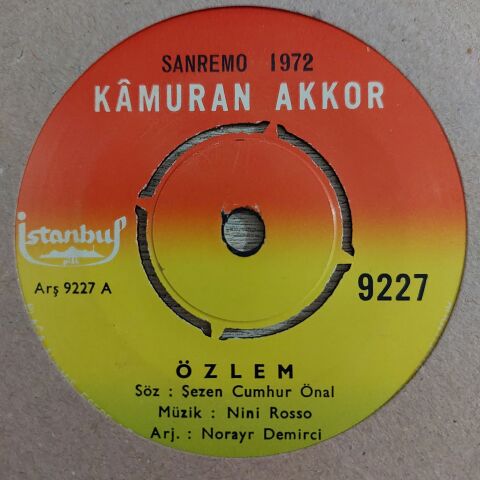 SANREMO 1972
KÂMURAN AKKOR
istanbul
plâk
Arş 9227 A
9227
ÖZLEM
Söz : Şezen Cumhur Önal
Müzik : Nini Rosso
Arj. : Norayr Demirci